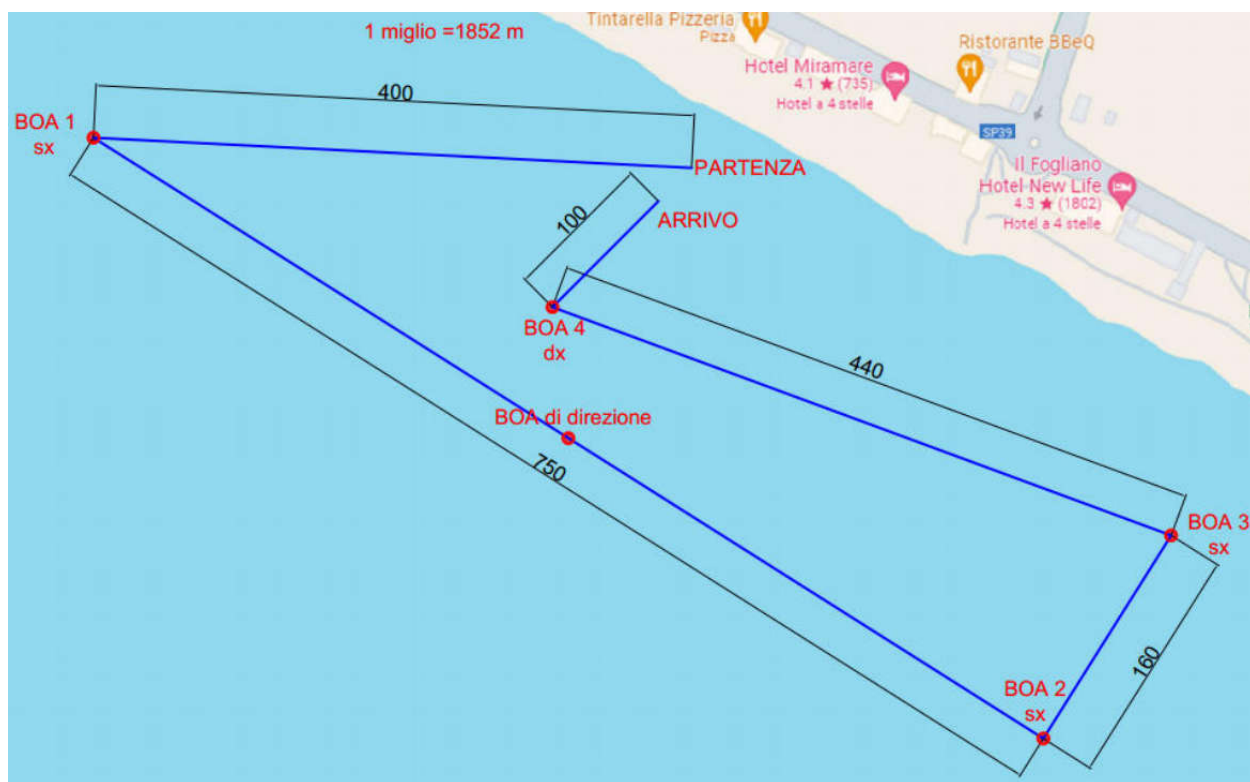 1 miglio =1852 m
Tintarella Pizzeria
Pizza
Ristorante BBeQ
Hotel Miramare
4.1 ★ (735)
Hotel a 4 stelle
400
BOA 1
sx
SP39
PARTENZA
Il Fogliano
Hotel New Life
4.3 ★ (1802)
Hotel a 4 stelle
100
ARRIVO
BOA 4
dx
440
BOA di direzione
750
BOA 3
sx
160
BOA 2
sx